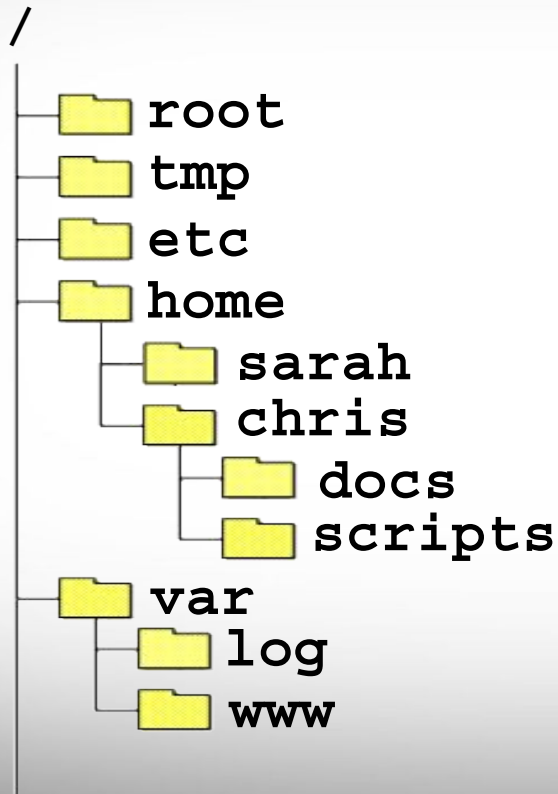 /
root
tmp
etc
home
sarah
chris
docs
scripts
var
log
www